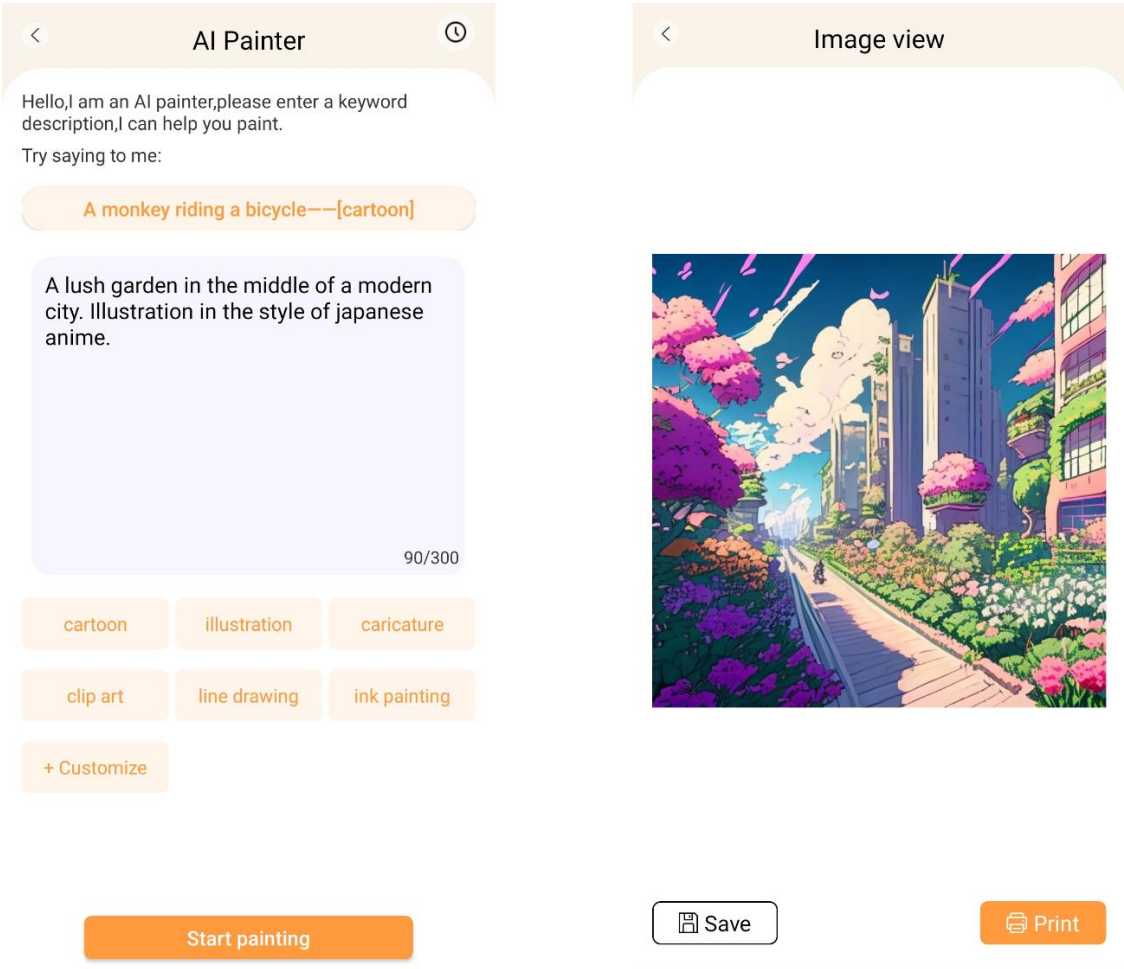 AI Painter
Hello,I am an AI painter,please enter a keyword
description,I can help you paint.
Try saying to me:
A monkey riding a bicycle——[cartoon]
A lush garden in the middle of a modern
city. Illustration in the style of japanese
anime.
90/300
cartoon
illustration
caricature
clip art
line drawing
ink painting
+ Customize
Start painting
Image view
Save
Print